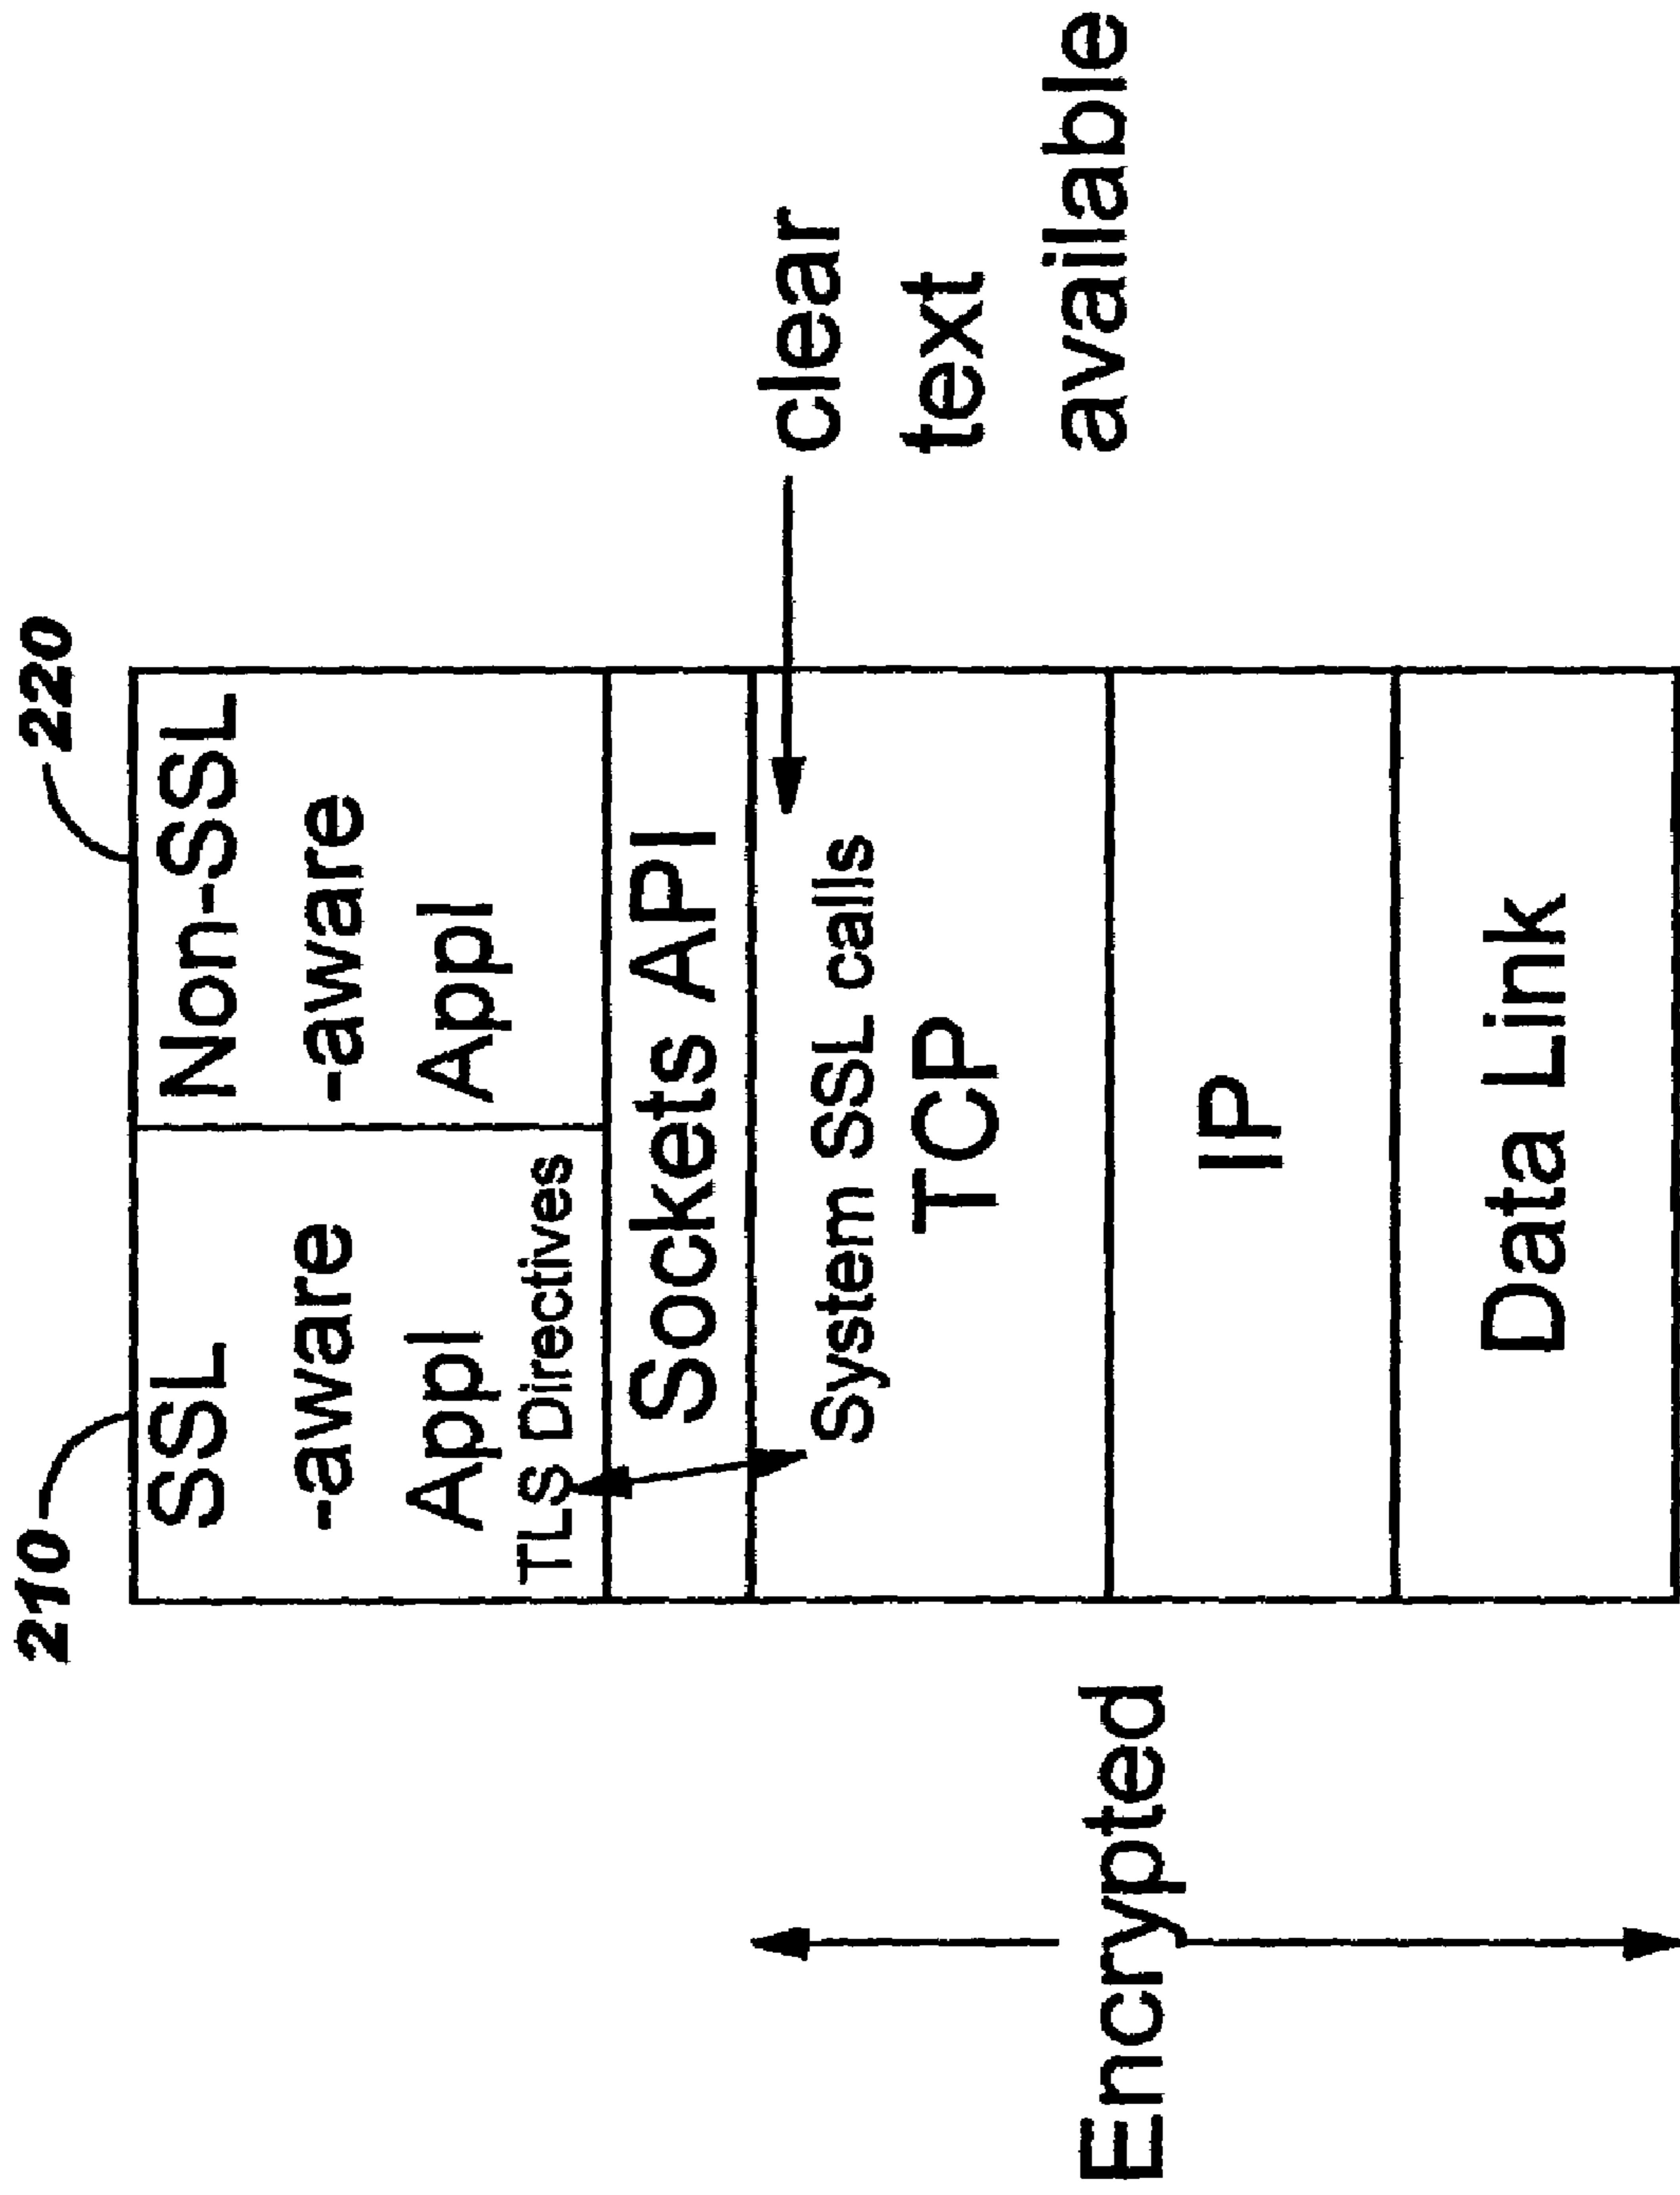 210
220
SSL
-aware
Appl
TLS Directives
Non-SSL
-aware
Appl
Sockets API
System SSL calls
TCP
IP
Data Link
Encrypted
clear
text
available